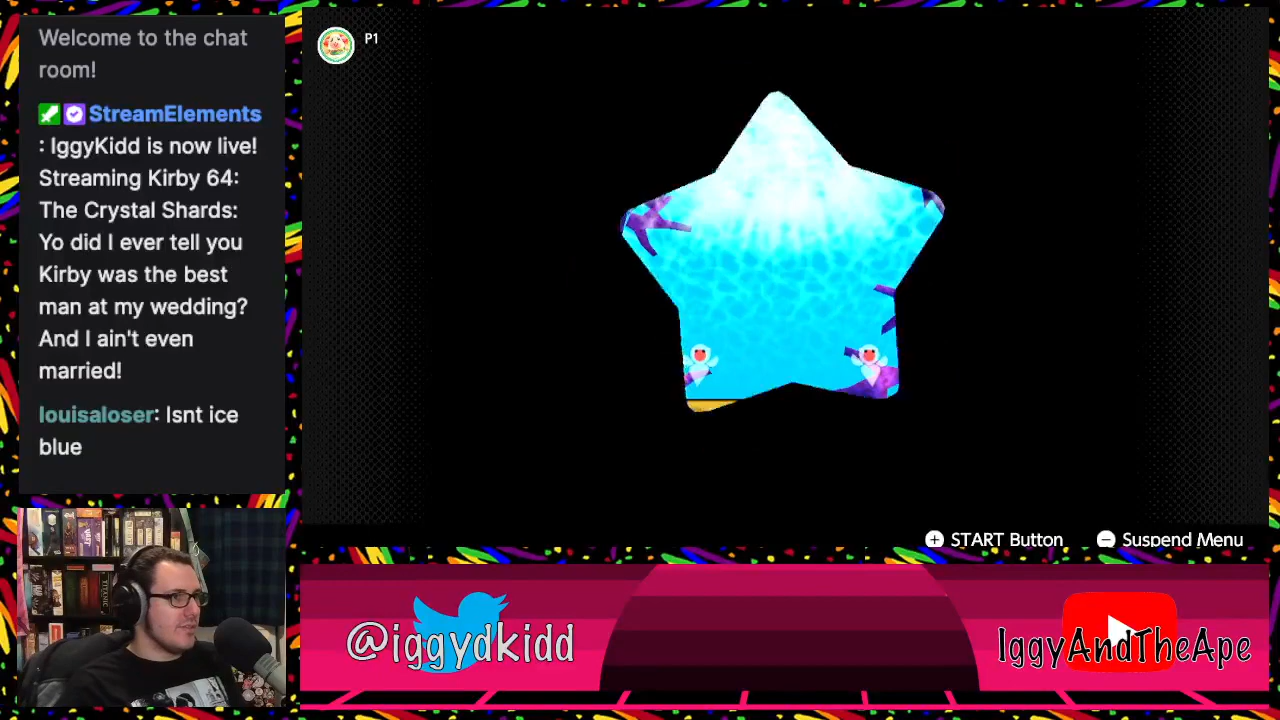 Welcome to the chat
room!
StreamElements
: IggyKidd is now live!
Streaming Kirby 64:
The Crystal Shards:
Yo did I ever tell you
Kirby was the best
man at my wedding?
And I ain't even
married!
louisaloser: Isnt ice
blue
P1
START Button
Suspend Menu
@iggydkidd
IggyAndTheApe